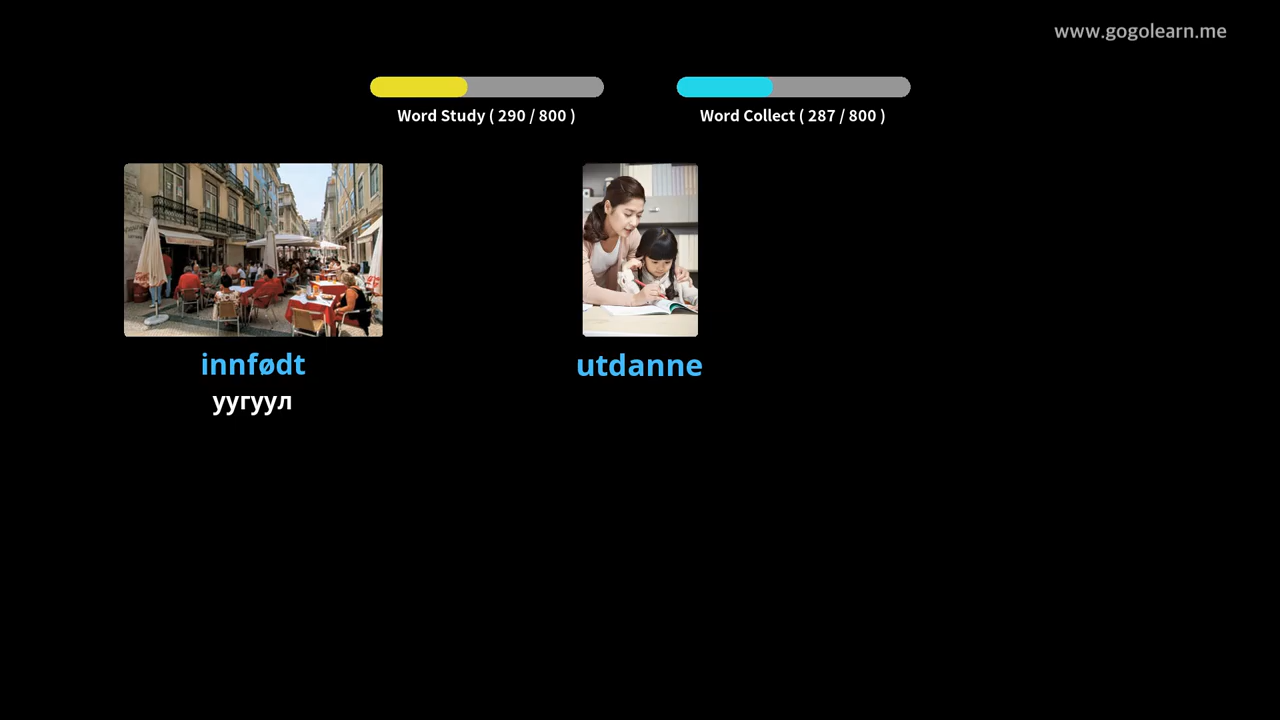 www.gogolearn.me
Word Study ( 290 / 800 )
Word Collect ( 287 / 800 )
innfødt
уугуул
utdanne